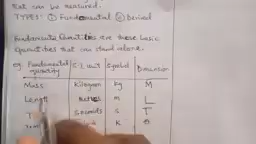 that can be measured.
TYPES: ① Fundamental ② Derived
Fundamental Quantities are those basic
Quantities that can stand alone.
eg. Fundamental quantity S.I. unit Symbol Dimension
Mass Kilogram kg M
Length Metres m L
T Seconds s T
K θ